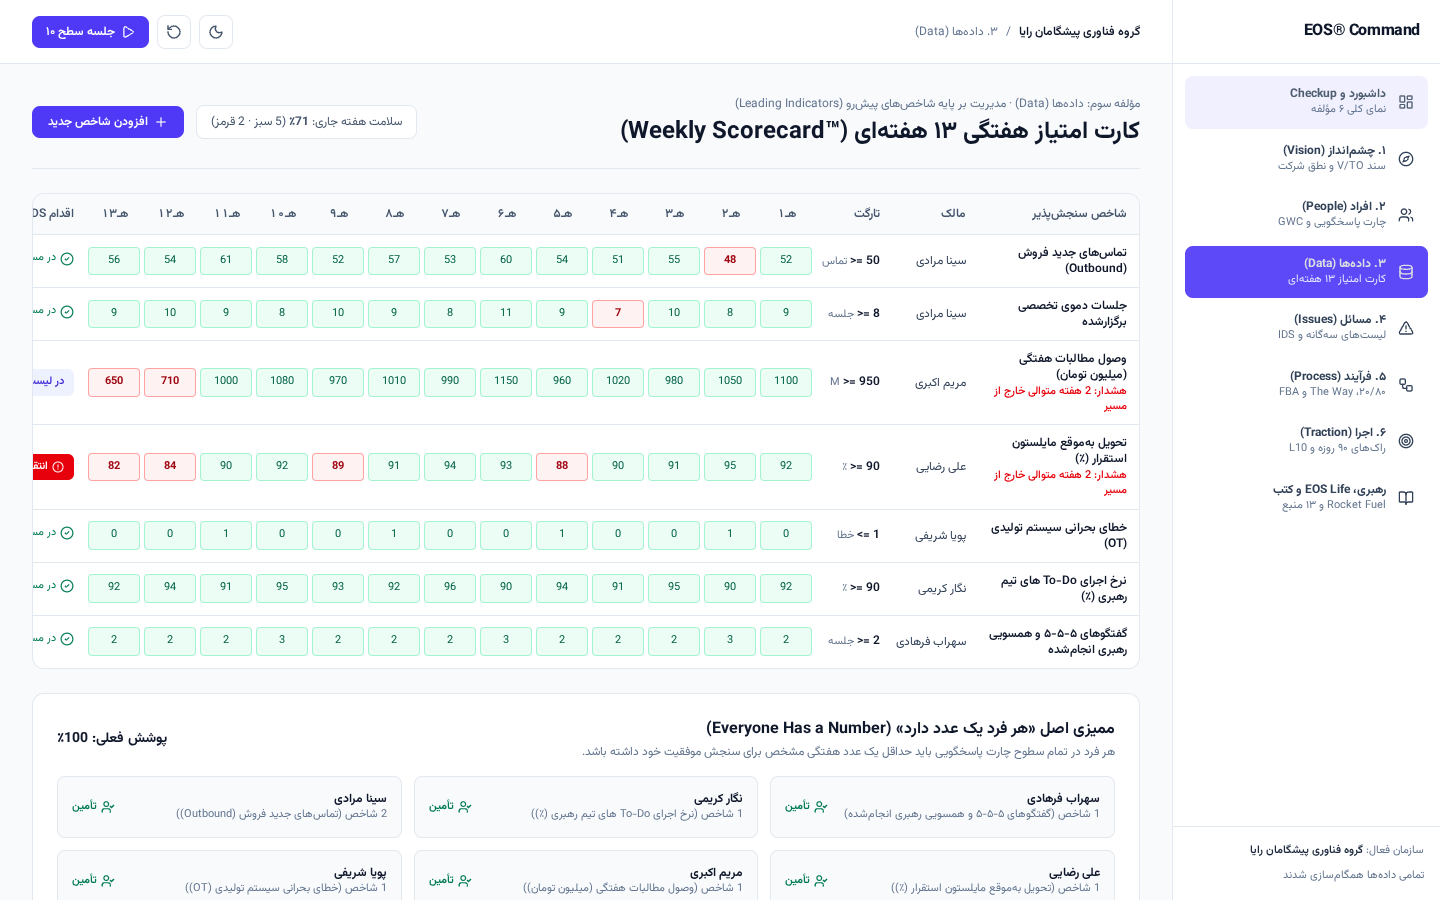 EOS® Command
داشبورد و Checkup
نمای کلی ۶ مؤلفه
۱. چشم‌انداز (Vision)
سند V/TO و نطق شرکت
۲. افراد (People)
چارت پاسخگویی و GWC
۳. داده‌ها (Data)
کارت امتیاز ۱۳ هفته‌ای
۴. مسائل (Issues)
لیست‌های سه‌گانه و IDS
۵. فرآیند (Process)
۲۰/۸۰، The Way و FBA
۶. اجرا (Traction)
راک‌های ۹۰ روزه و L10
رهبری، EOS Life و کتب
Rocket Fuel و ۱۳ منبع
سازمان فعال: گروه فناوری پیشگامان رایا
تمامی داده‌ها همگام‌سازی شدند
گروه فناوری پیشگامان رایا / ۳. داده‌ها (Data)
جلسه سطح ۱۰
مؤلفه سوم: داده‌ها (Data) · مدیریت بر پایه شاخص‌های پیش‌رو (Leading Indicators)
کارت امتیاز هفتگی ۱۳ هفته‌ای (Weekly Scorecard™)
سلامت هفته جاری: 71٪ (5 سبز · 2 قرمز)
افزودن شاخص جدید
شاخص سنجش‌پذیر مالک تارگت هـ۱ هـ۲ هـ۳ هـ۴ هـ۵ هـ۶ هـ۷ هـ۸ هـ۹ هـ۱۰ هـ۱۱ هـ۱۲ هـ۱۳ اقدام
تماس‌های جدید فروش
(Outbound)
سینا مرادی >= 50 تماس 52 48 55 51 54 60 53 57 52 58 61 54 56 در
جلسات دموی تخصصی
برگزارشده
سینا مرادی >= 8 جلسه 9 8 10 7 9 11 8 9 10 8 9 10 9 در
وصول مطالبات هفتگی
(میلیون تومان)
هشدار: 2 هفته متوالی خارج از
مسیر
مریم اکبری >= 950 M 1100 1050 980 1020 960 1150 990 1010 970 1080 1000 710 650 در
تحویل به‌موقع مایلستون
استقرار (٪)
هشدار: 2 هفته متوالی خارج از
مسیر
علی رضایی >= 90 ٪ 92 95 91 90 88 93 94 91 89 92 90 84 82
خطای بحرانی سیستم تولیدی
(OT)
پویا شریفی <= 1 خطا 0 1 0 0 1 0 0 1 0 0 1 0 0 در
نرخ اجرای To-Do های تیم
رهبری (٪)
نگار کریمی >= 90 ٪ 92 90 95 91 94 90 96 92 93 95 91 94 92 در
گفتگوهای ۵-۵-۵ و همسویی
رهبری انجام‌شده
سهراب فرهادی >= 2 جلسه 2 3 2 2 2 3 2 2 2 3 2 2 2 در
ممیزی اصل «هر فرد یک عدد دارد» (Everyone Has a Number)
هر فرد در تمام سطوح چارت پاسخگویی باید حداقل یک عدد هفتگی مشخص برای سنجش موفقیت خود داشته باشد.
پوشش فعلی: 100٪
سهراب فرهادی
1 شاخص (گفتگوهای ۵-۵-۵ و همسویی رهبری انجام‌شده)
تأمین
نگار کریمی
1 شاخص (نرخ اجرای To-Do های تیم رهبری (٪))
تأمین
سینا مرادی
2 شاخص (تماس‌های جدید فروش (Outbound))
تأمین
علی رضایی
1 شاخص (تحویل به‌موقع مایلستون استقرار (٪))
تأمین
مریم اکبری
1 شاخص (وصول مطالبات هفتگی (میلیون تومان))
تأمین
پویا شریفی
1 شاخص (خطای بحرانی سیستم تولیدی (OT))
تأمین